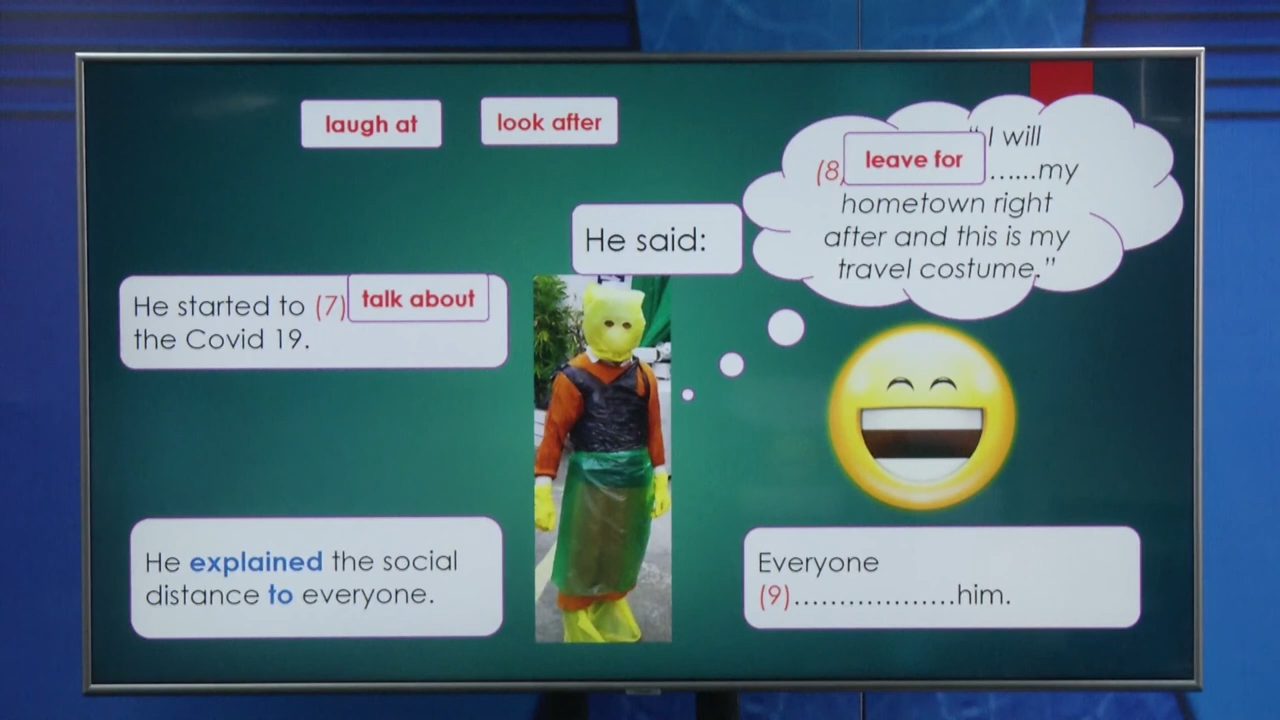 laugh at
look after
" I will
(8) leave for ......my
hometown right
after and this is my
travel costume."
He said:
He started to (7) talk about
the Covid 19.
He explained the social
distance to everyone.
Everyone
(9)..................him.